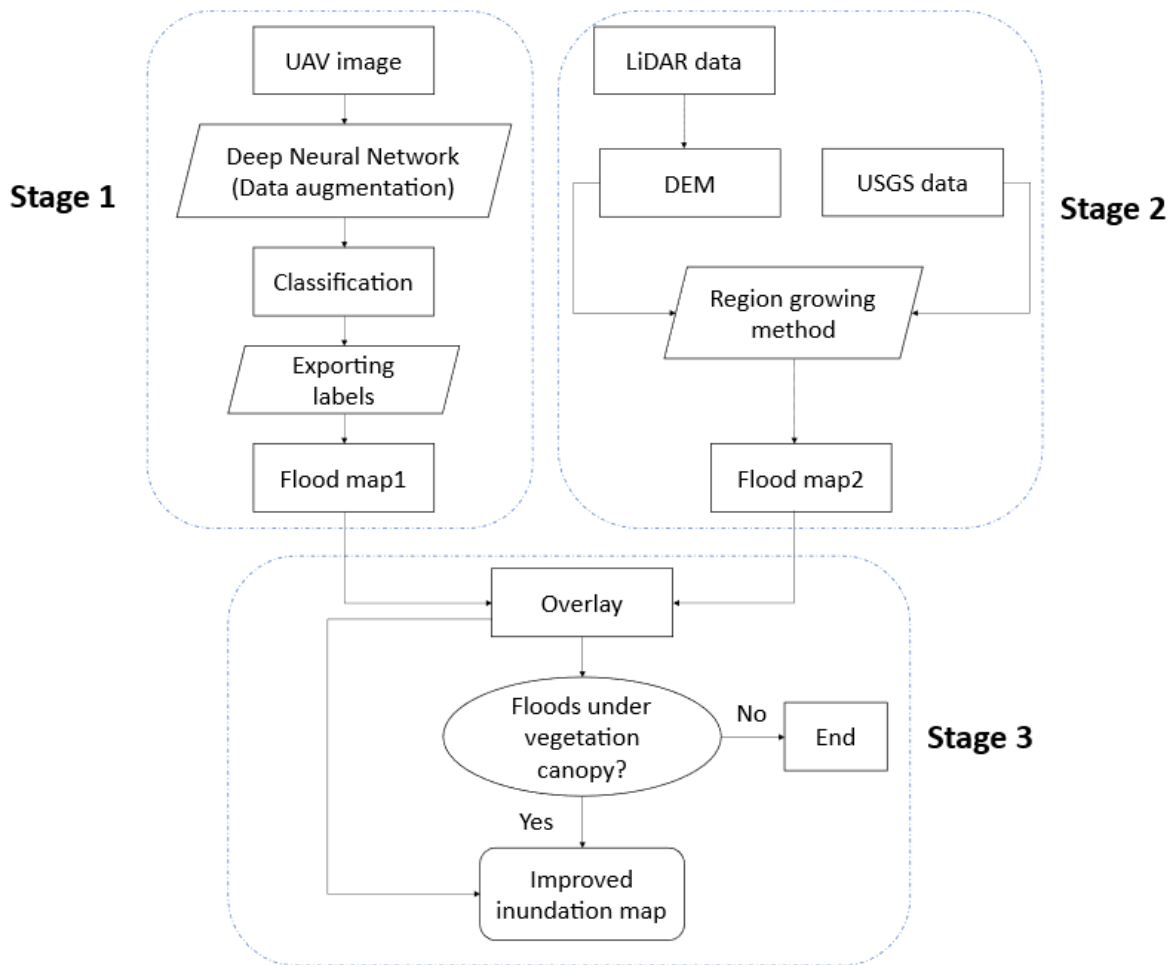 Stage 1
UAV image
Deep Neural Network
(Data augmentation)
Classification
Exporting
labels
Flood map1
LiDAR data
DEM
USGS data
Region growing
method
Flood map2
Stage 2
Overlay
Floods under
vegetation
canopy?
No
End
Yes
Improved
inundation map
Stage 3